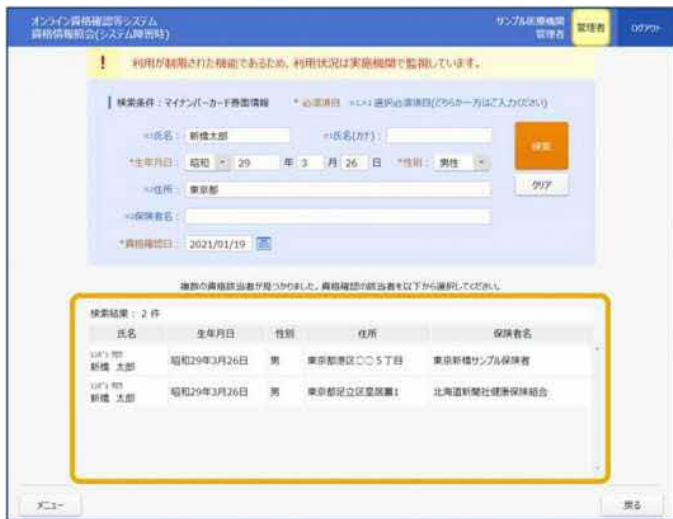 オンライン資格確認等システム
資格情報照会(システム障害時)
サンプル医療機関
管理者
管理者
ログアウト
! 利用が制限された機能であるため、利用状況は実施機関で監視しています。
検索条件：マイナンバーカード券面情報 * 必須項目 ※1※2 選択必須項目(どちらか一方はご入力ください)
※1氏名： 新橋太郎 ※1氏名(カナ)：
検索
*生年月日： 昭和 29 年 3 月 26 日 *性別： 男性
※2住所： 東京都
クリア
※2保険者名：
*資格確認日： 2021/01/19
複数の資格該当者が見つかりました。資格確認の該当者を以下から選択してください。
検索結果： 2 件
氏名 生年月日 性別 住所 保険者名
新橋 太郎 昭和29年3月26日 男 東京都港区〇〇５丁目 東京新橋サンプル保険者
新橋 太郎 昭和29年3月26日 男 東京都足立区皇居裏1 北海道新聞社健康保険組合
メニュー
戻る